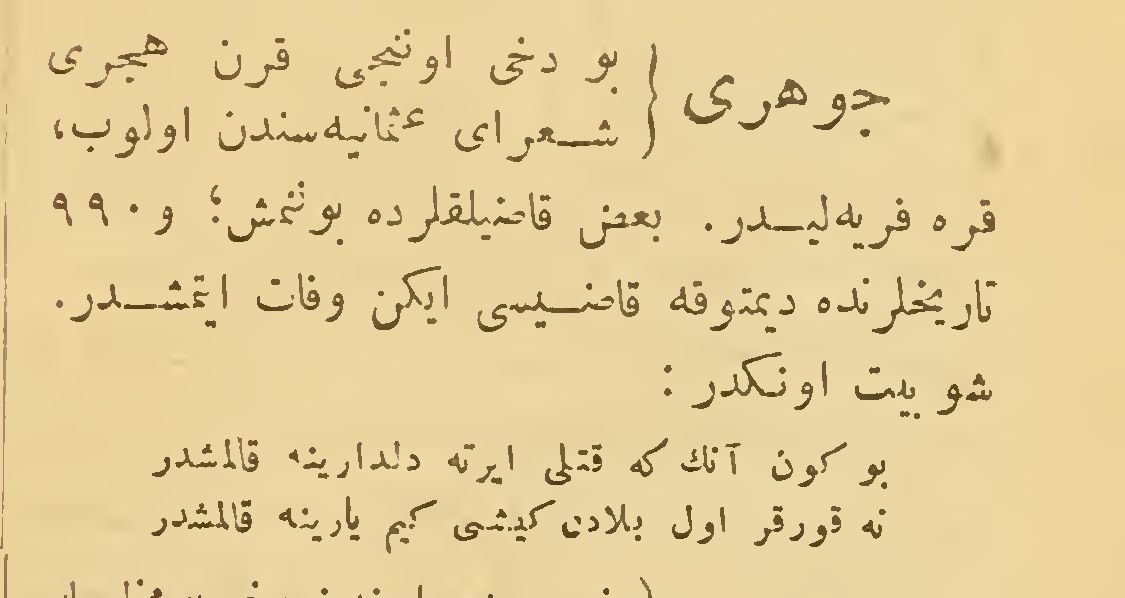 جوهری { بو دخی اوننجی قرن هجری
شعرای عثمانیه‌سندن اولوب،
قره فریه‌لیدر. بعض قاضیلقلرده بولنمش؛ و ۹۹۰
تاریخلرنده دیمتوقه قاضیسی ایکن وفات ایتمشدر.
شو بیت اونکدر :
بو کون آنك که قتلی ایرته دلدارینه قالمشدر
نه قورقر اول بلادن کیشی کیم یارینه قالمشدر